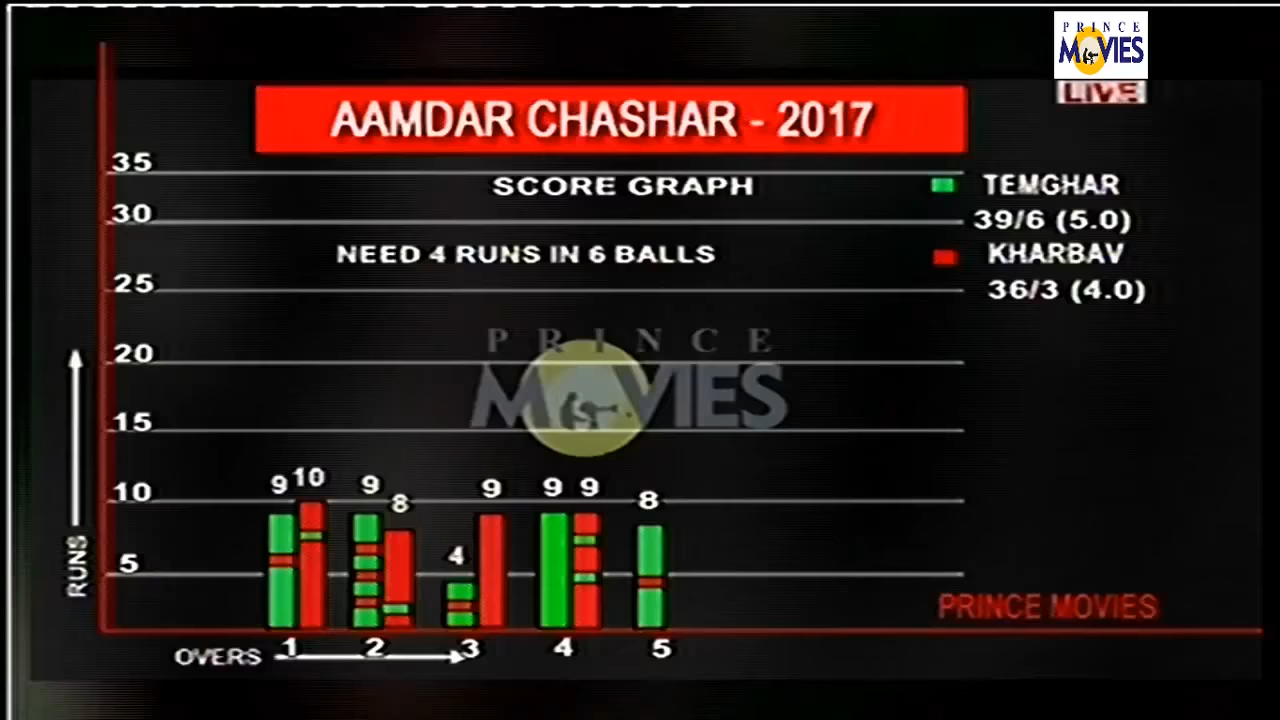 PRINCE
MOVIES
LIVE
AAMDAR CHASHAR - 2017
35
SCORE GRAPH
TEMGHAR
30
39/6 (5.0)
NEED 4 RUNS IN 6 BALLS
KHARBAV
25
36/3 (4.0)
PRINCE
MOVIES
20
15
10
9 10 9 8 4 9 9 9 8
5
RUNS
PRINCE MOVIES
1 2 3 4 5
OVERS